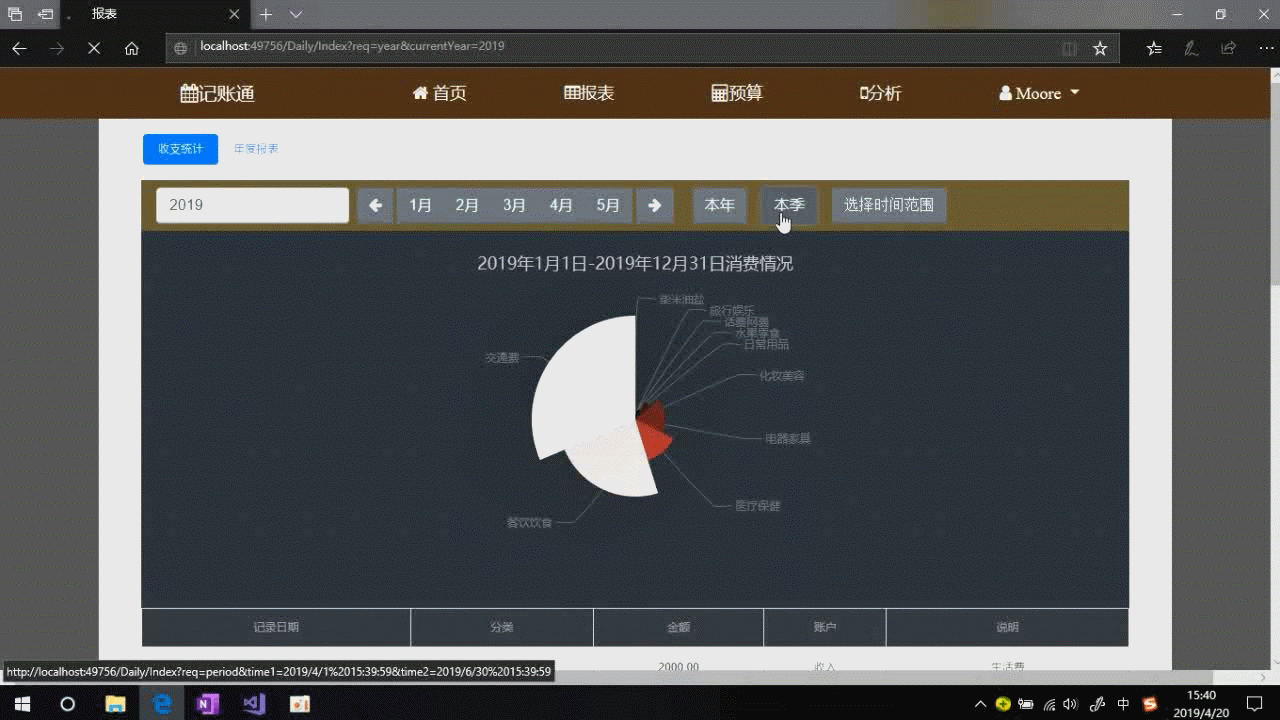 报表
localhost:49756/Daily/Index?req=year&currentYear=2019
记账通 首页 报表 预算 分析 Moore
收支统计 年度报表
2019 1月 2月 3月 4月 5月 本年 本季 选择时间范围
2019年1月1日-2019年12月31日消费情况
柴米油盐
旅行娱乐
话费网费
水果零食
日常用品
交通费
化妆美容
电器家具
医疗保健
餐饮饮食
记录日期 分类 金额 账户 说明
2000.00 收入 生活费
http://localhost:49756/Daily/Index?req=period&time1=2019/4/1%2015:39:59&time2=2019/6/30%2015:39:59
中
15:40
2019/4/20